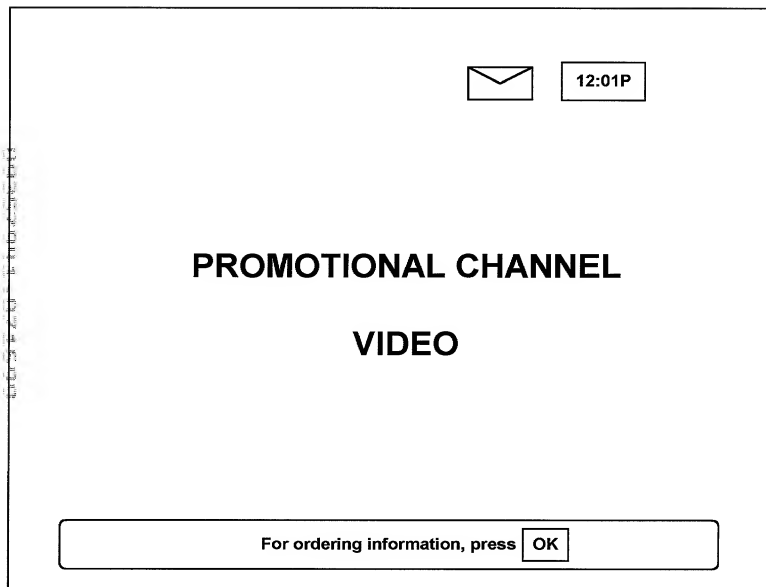 12:01P
PROMOTIONAL CHANNEL
VIDEO
For ordering information, press OK